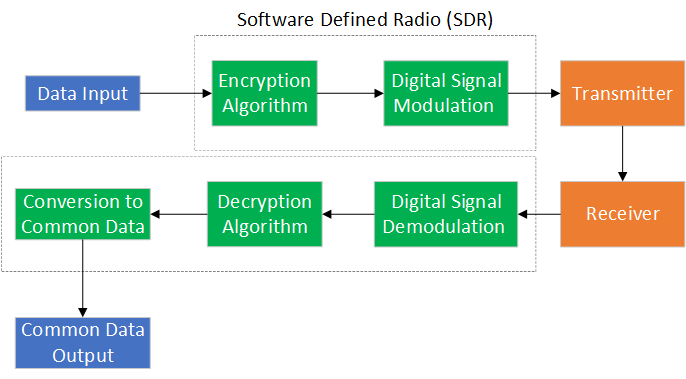 Software Defined Radio (SDR)
Data Input
Encryption
Algorithm
Digital Signal
Modulation
Transmitter
Conversion to
Common Data
Decryption
Algorithm
Digital Signal
Demodulation
Receiver
Common Data
Output